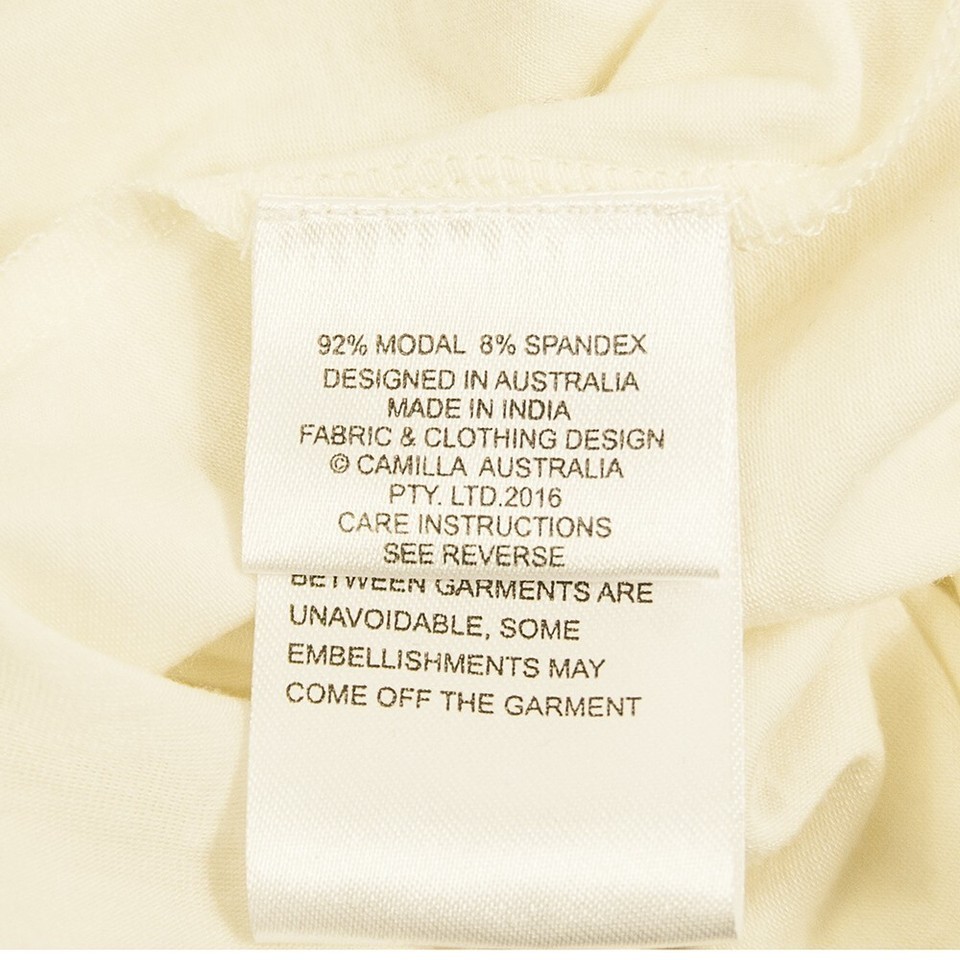 92% MODAL 8% SPANDEX
DESIGNED IN AUSTRALIA
MADE IN INDIA
FABRIC & CLOTHING DESIGN
© CAMILLA AUSTRALIA
PTY. LTD.2016
CARE INSTRUCTIONS
SEE REVERSE
BETWEEN GARMENTS ARE
UNAVOIDABLE, SOME
EMBELLISHMENTS MAY
COME OFF THE GARMENT